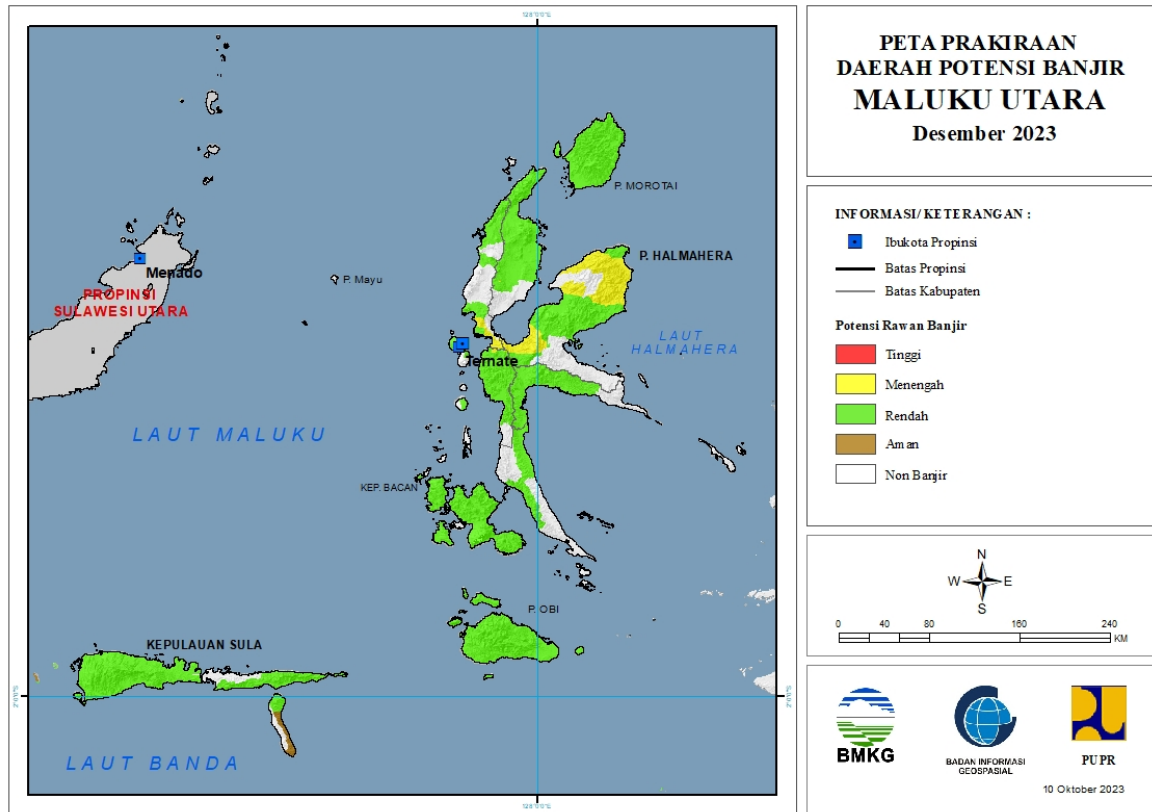 PETA PRAKIRAAN
DAERAH POTENSI BANJIR
MALUKU UTARA
Desember 2023
INFORMASI/ KETERANGAN :
Ibukota Propinsi
Batas Propinsi
Batas Kabupaten
Potensi Rawan Banjir
Tinggi
Menengah
Rendah
Aman
Non Banjir
N
W
E
S
0
40
80
160
240
KM
BMKG
BADAN INFORMASI
GEOSPASIAL
PUPR
10 Oktober 2023
P. MOROTAI
P. HALMAHERA
Menado
P. Mayu
PROPINSI
SULAWESI UTARA
LAUT
HALMAHERA
Ternate
LAUT MALUKU
KEP. BACAN
P. OBI
KEPULAUAN SULA
LAUT BANDA